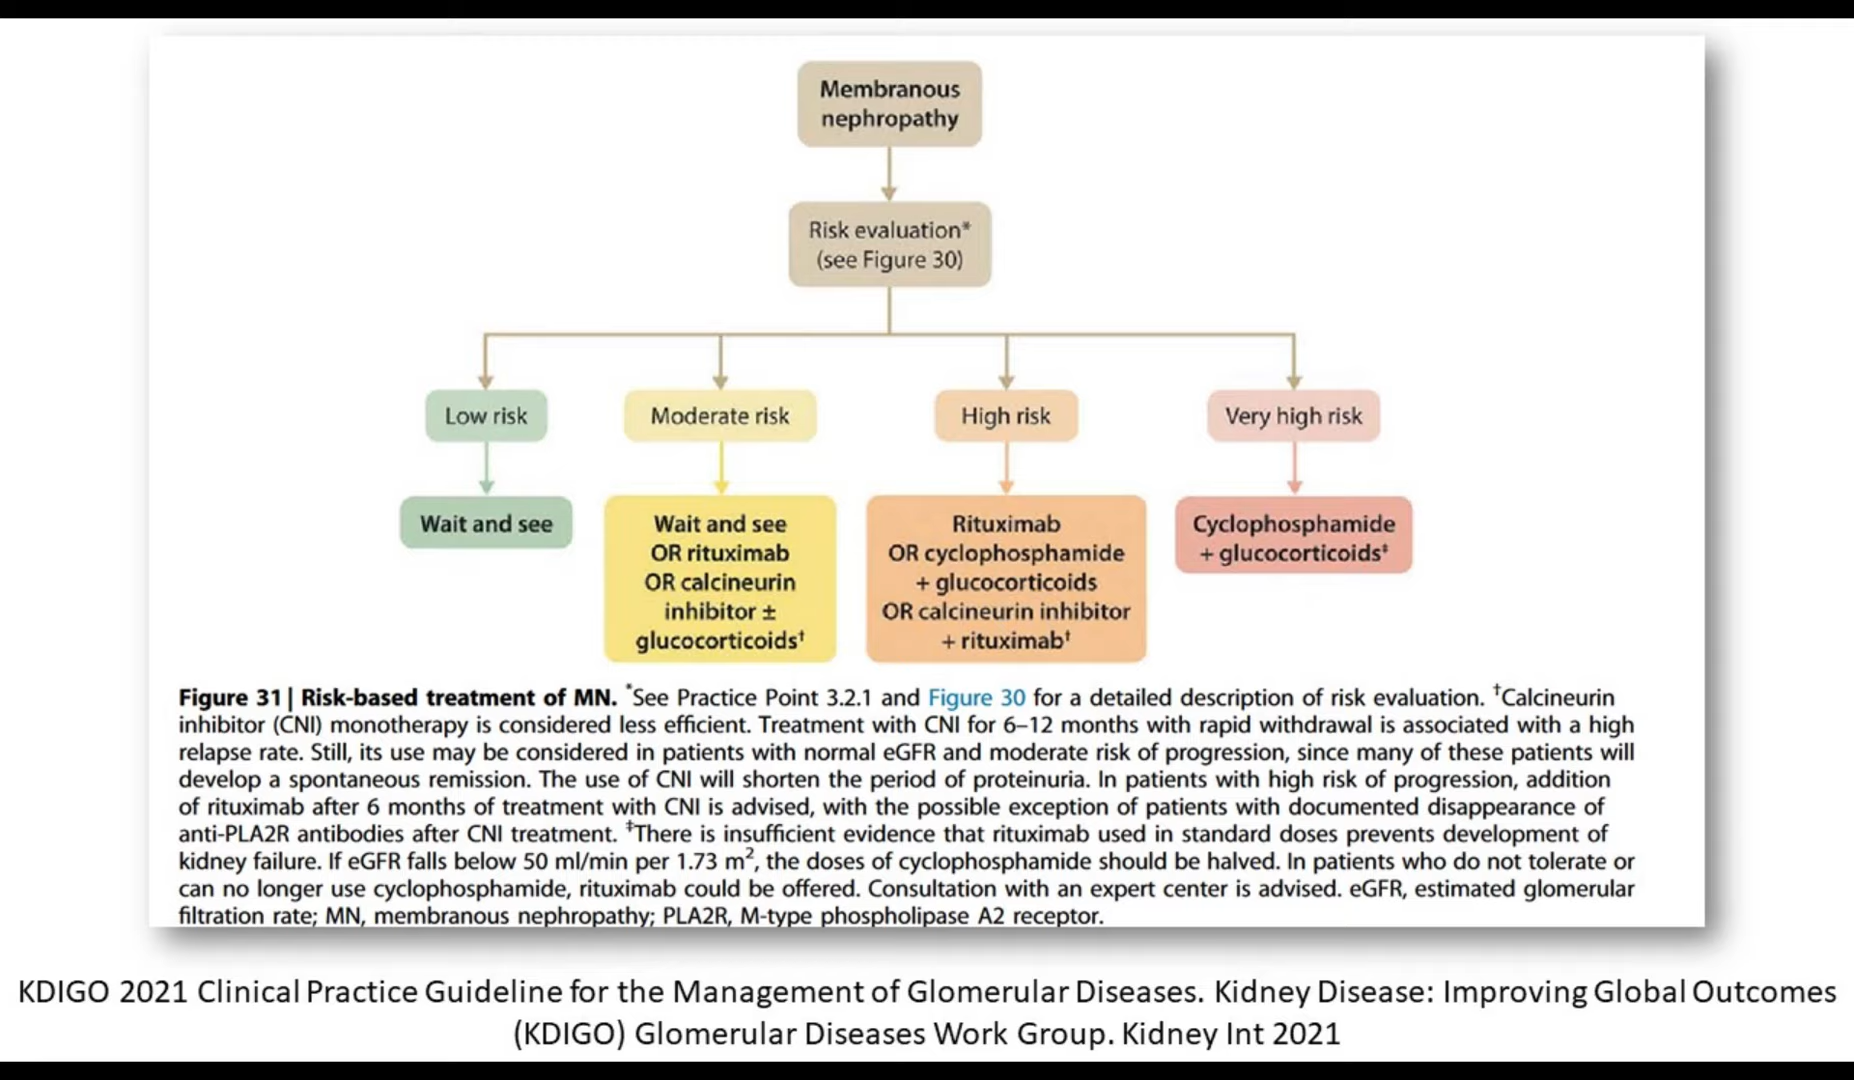 Membranous
nephropathy
Risk evaluation*
(see Figure 30)
Low risk
Moderate risk
High risk
Very high risk
Wait and see
Wait and see
OR rituximab
OR calcineurin
inhibitor ±
glucocorticoids†
Rituximab
OR cyclophosphamide
+ glucocorticoids
OR calcineurin inhibitor
+ rituximab†
Cyclophosphamide
+ glucocorticoids‡
Figure 31 | Risk-based treatment of MN. *See Practice Point 3.2.1 and Figure 30 for a detailed description of risk evaluation. †Calcineurin
inhibitor (CNI) monotherapy is considered less efficient. Treatment with CNI for 6–12 months with rapid withdrawal is associated with a high
relapse rate. Still, its use may be considered in patients with normal eGFR and moderate risk of progression, since many of these patients will
develop a spontaneous remission. The use of CNI will shorten the period of proteinuria. In patients with high risk of progression, addition
of rituximab after 6 months of treatment with CNI is advised, with the possible exception of patients with documented disappearance of
anti-PLA2R antibodies after CNI treatment. ‡There is insufficient evidence that rituximab used in standard doses prevents development of
kidney failure. If eGFR falls below 50 ml/min per 1.73 m², the doses of cyclophosphamide should be halved. In patients who do not tolerate or
can no longer use cyclophosphamide, rituximab could be offered. Consultation with an expert center is advised. eGFR, estimated glomerular
filtration rate; MN, membranous nephropathy; PLA2R, M-type phospholipase A2 receptor.
KDIGO 2021 Clinical Practice Guideline for the Management of Glomerular Diseases. Kidney Disease: Improving Global Outcomes
(KDIGO) Glomerular Diseases Work Group. Kidney Int 2021